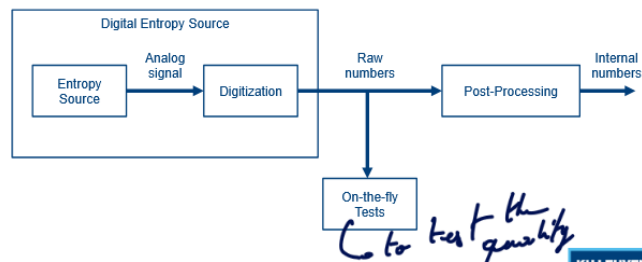 Digital Entropy Source
Analog
signal
Raw
numbers
Internal
numbers
Entropy
Source
Digitization
Post-Processing
On-the-fly
Tests
to test the